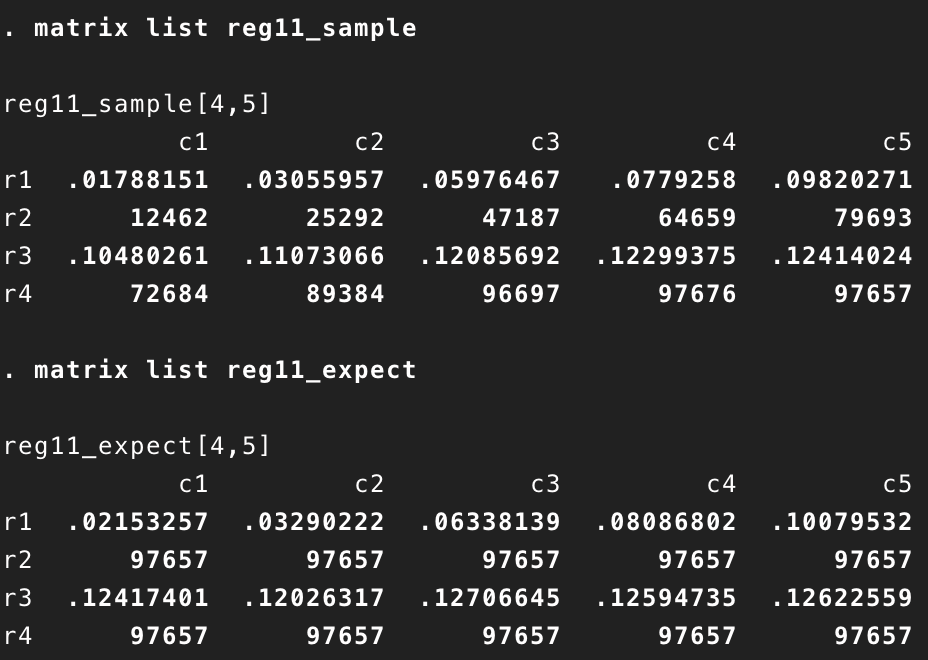 . matrix list reg11_sample
reg11_sample[4,5]
c1 c2 c3 c4 c5
r1 .01788151 .03055957 .05976467 .0779258 .09820271
r2 12462 25292 47187 64659 79693
r3 .10480261 .11073066 .12085692 .12299375 .12414024
r4 72684 89384 96697 97676 97657
. matrix list reg11_expect
reg11_expect[4,5]
c1 c2 c3 c4 c5
r1 .02153257 .03290222 .06338139 .08086802 .10079532
r2 97657 97657 97657 97657 97657
r3 .12417401 .12026317 .12706645 .12594735 .12622559
r4 97657 97657 97657 97657 97657